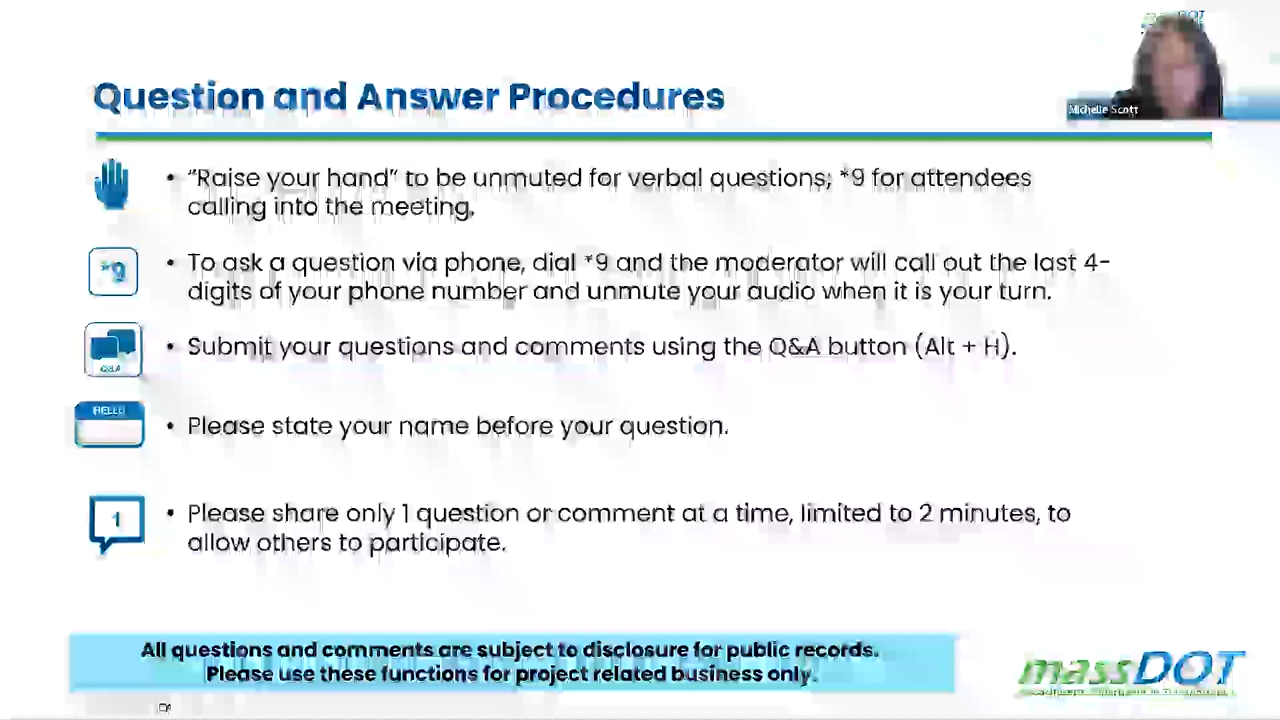 massDOT
Question and Answer Procedures
Michelle Scott
• "Raise your hand" to be unmuted for verbal questions; *9 for attendees
calling into the meeting.
*9
• To ask a question via phone, dial *9 and the moderator will call out the last 4-
digits of your phone number and unmute your audio when it is your turn.
Q&A
• Submit your questions and comments using the Q&A button (Alt + H).
HELLO
• Please state your name before your question.
1
• Please share only 1 question or comment at a time, limited to 2 minutes, to
allow others to participate.
All questions and comments are subject to disclosure for public records.
Please use these functions for project related business only.
massDOT